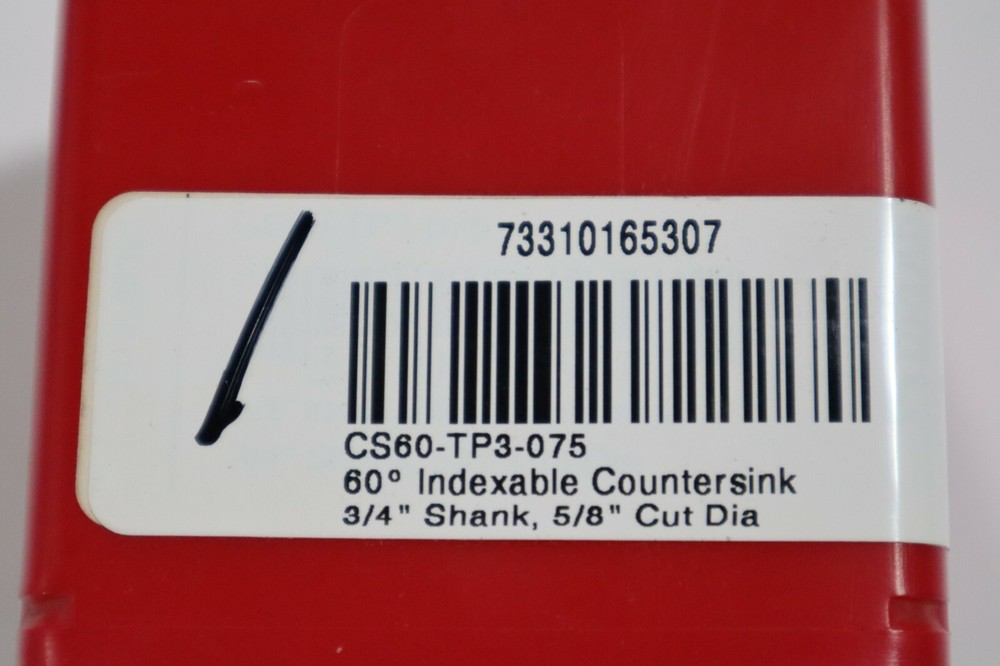 73310165307
CS60-TP3-075
60° Indexable Countersink
3/4" Shank, 5/8" Cut Dia